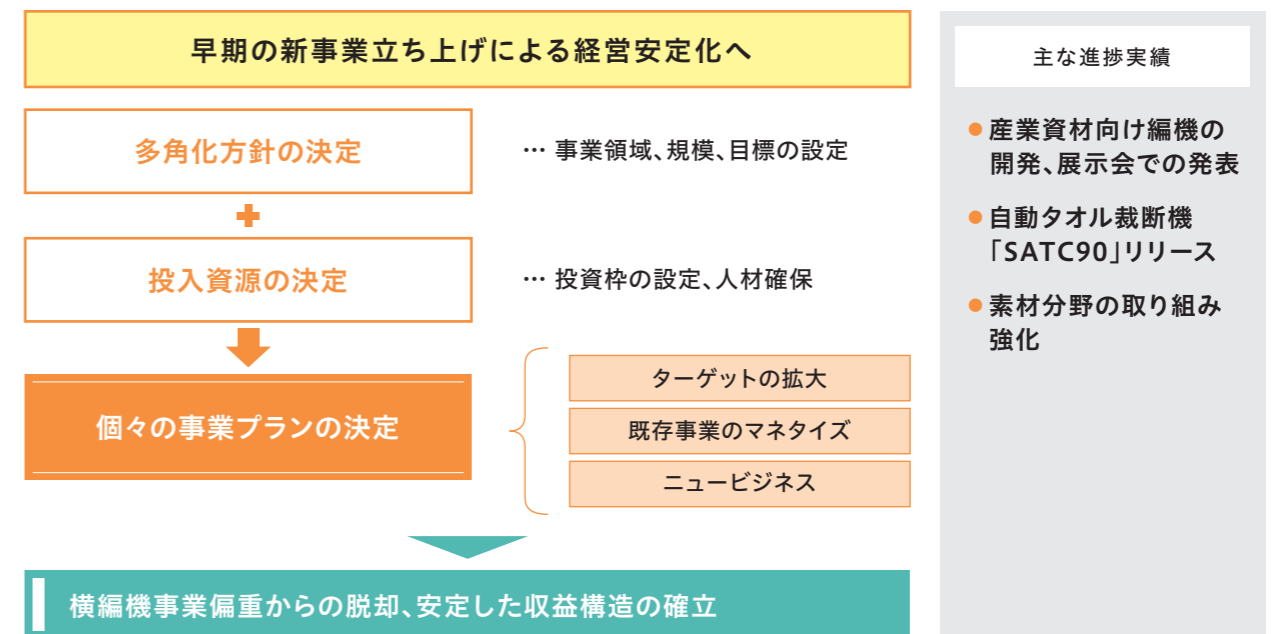 早期の新事業立ち上げによる経営安定化へ
多角化方針の決定
… 事業領域、規模、目標の設定
投入資源の決定
… 投資枠の設定、人材確保
個々の事業プランの決定
ターゲットの拡大
既存事業のマネタイズ
ニュービジネス
横編機事業偏重からの脱却、安定した収益構造の確立
主な進捗実績
● 産業資材向け編機の
開発、展示会での発表
● 自動タオル裁断機
「SATC90」リリース
● 素材分野の取り組み
強化